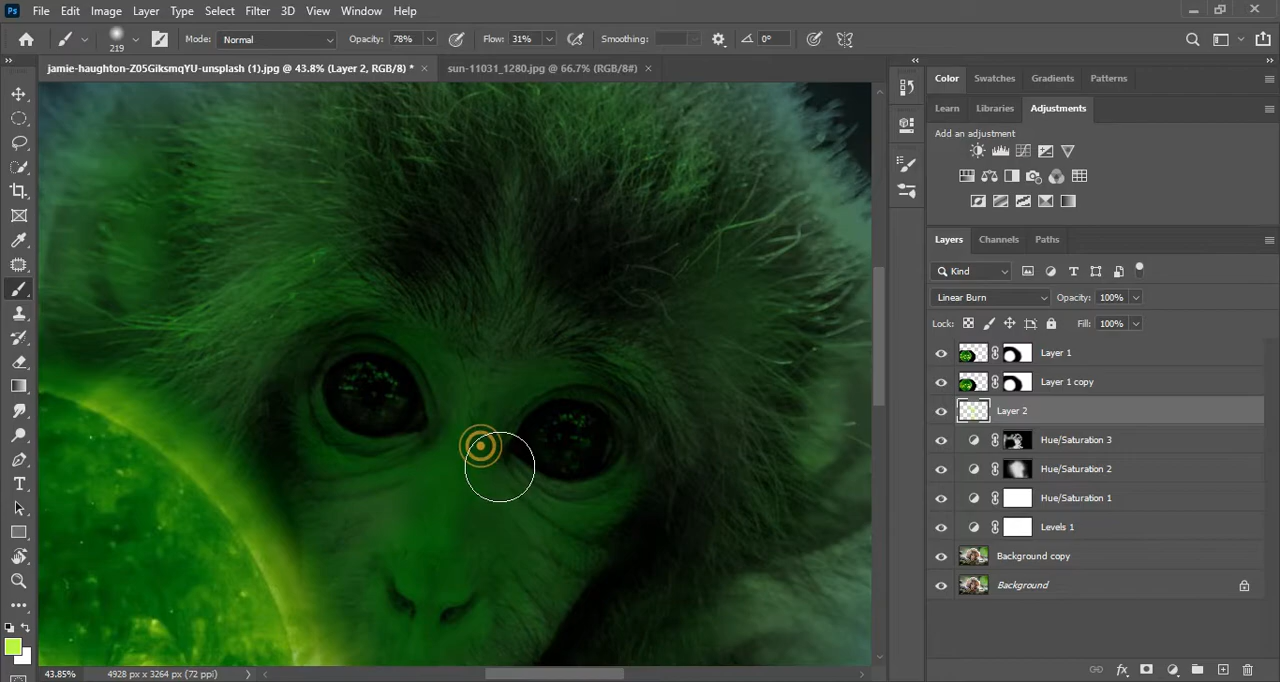 Ps File Edit Image Layer Type Select Filter 3D View Window Help
219 Mode: Normal Opacity: 78% Flow: 31% Smoothing: 0°
jamie-haughton-Z05GiksmqYU-unsplash (1).jpg @ 43.8% (Layer 2, RGB/8) * × sun-11031_1280.jpg @ 66.7% (RGB/8#) ×
Color Swatches Gradients Patterns
Learn Libraries Adjustments
Add an adjustment
Layers Channels Paths
Kind
Linear Burn Opacity: 100%
Lock: Fill: 100%
Layer 1
Layer 1 copy
Layer 2
Hue/Saturation 3
Hue/Saturation 2
Hue/Saturation 1
Levels 1
Background copy
Background
43.85% 4928 px x 3264 px (72 ppi)